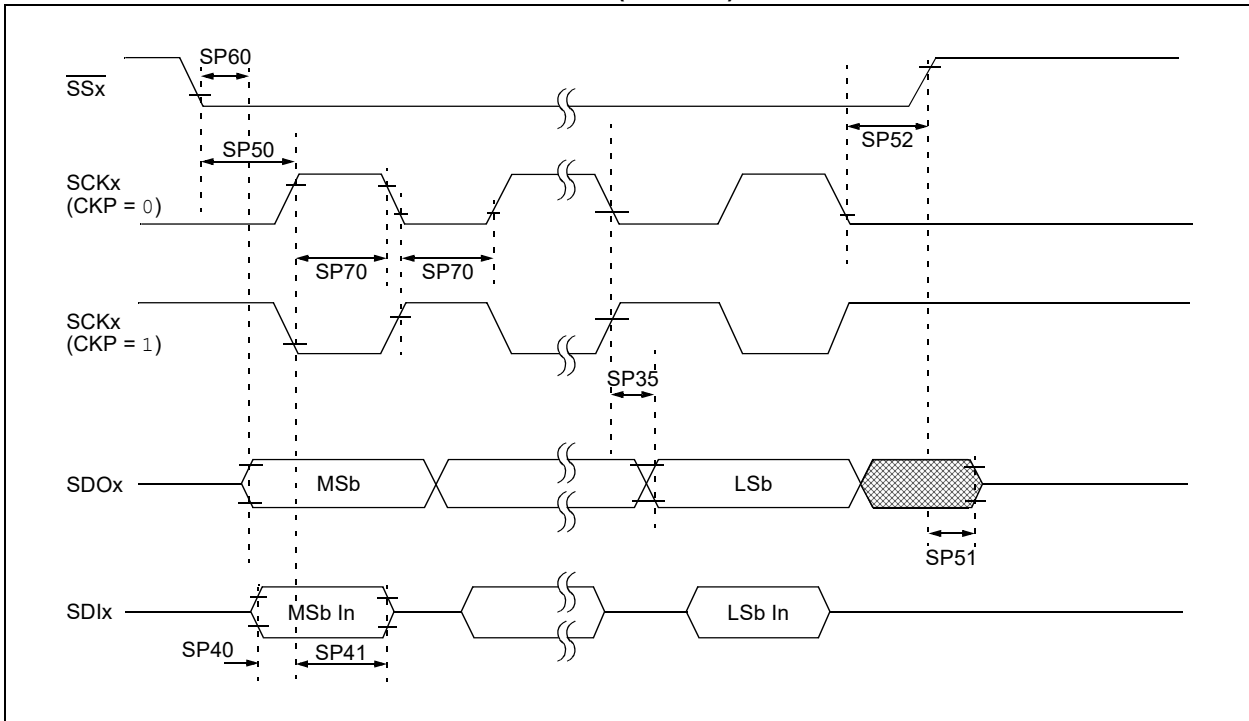 SP60
SSx
SP52
SP50
SCKx
(CKP = 0)
SP70
SP70
SCKx
(CKP = 1)
SP35
SDOx
MSb
LSb
SP51
SDIx
MSb In
LSb In
SP40
SP41